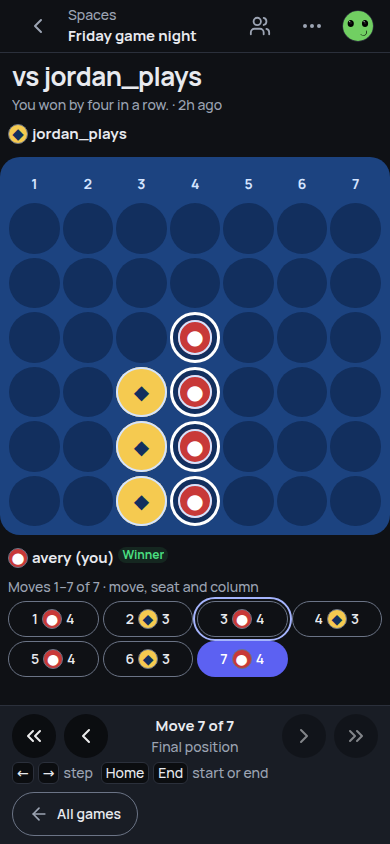 Spaces
Friday game night
vs jordan_plays
You won by four in a row. · 2h ago
jordan_plays
1 2 3 4 5 6 7
avery (you) Winner
Moves 1–7 of 7 · move, seat and column
1 4 2 3 3 4 4 3
5 4 6 3 7 4
Move 7 of 7
Final position
← → step Home End start or end
← All games